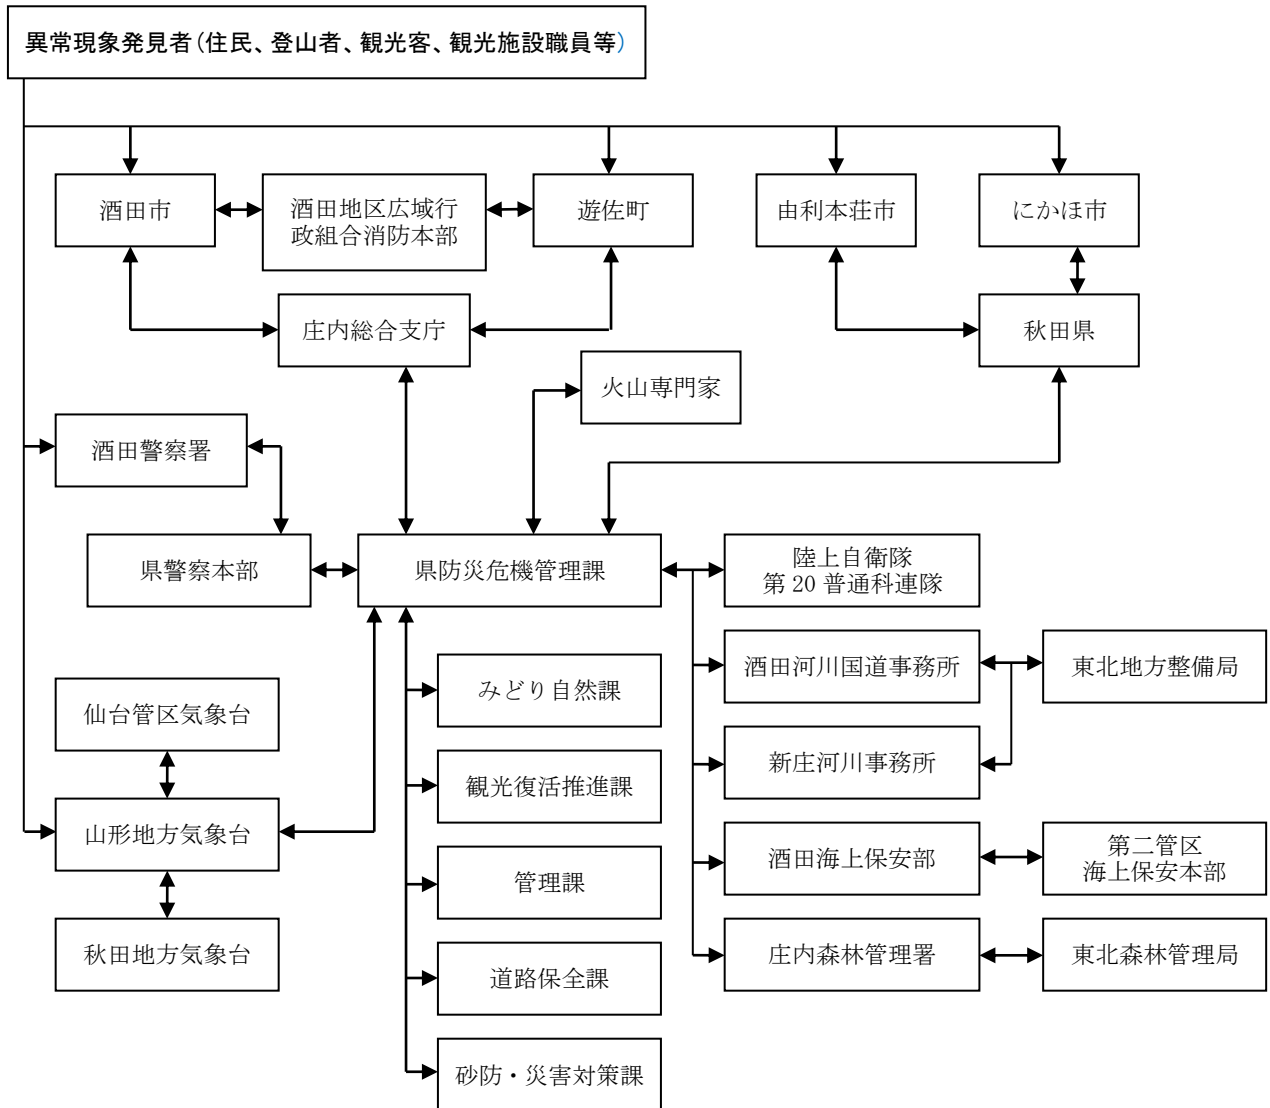 異常現象発見者(住民、登山者、観光客、観光施設職員等)
酒田市
酒田地区広域行
政組合消防本部
遊佐町
由利本荘市
にかほ市
庄内総合支庁
秋田県
火山専門家
酒田警察署
県警察本部
県防災危機管理課
陸上自衛隊
第 20 普通科連隊
みどり自然課
酒田河川国道事務所
東北地方整備局
仙台管区気象台
観光復活推進課
新庄河川事務所
山形地方気象台
管理課
酒田海上保安部
第二管区
海上保安本部
秋田地方気象台
道路保全課
庄内森林管理署
東北森林管理局
砂防・災害対策課